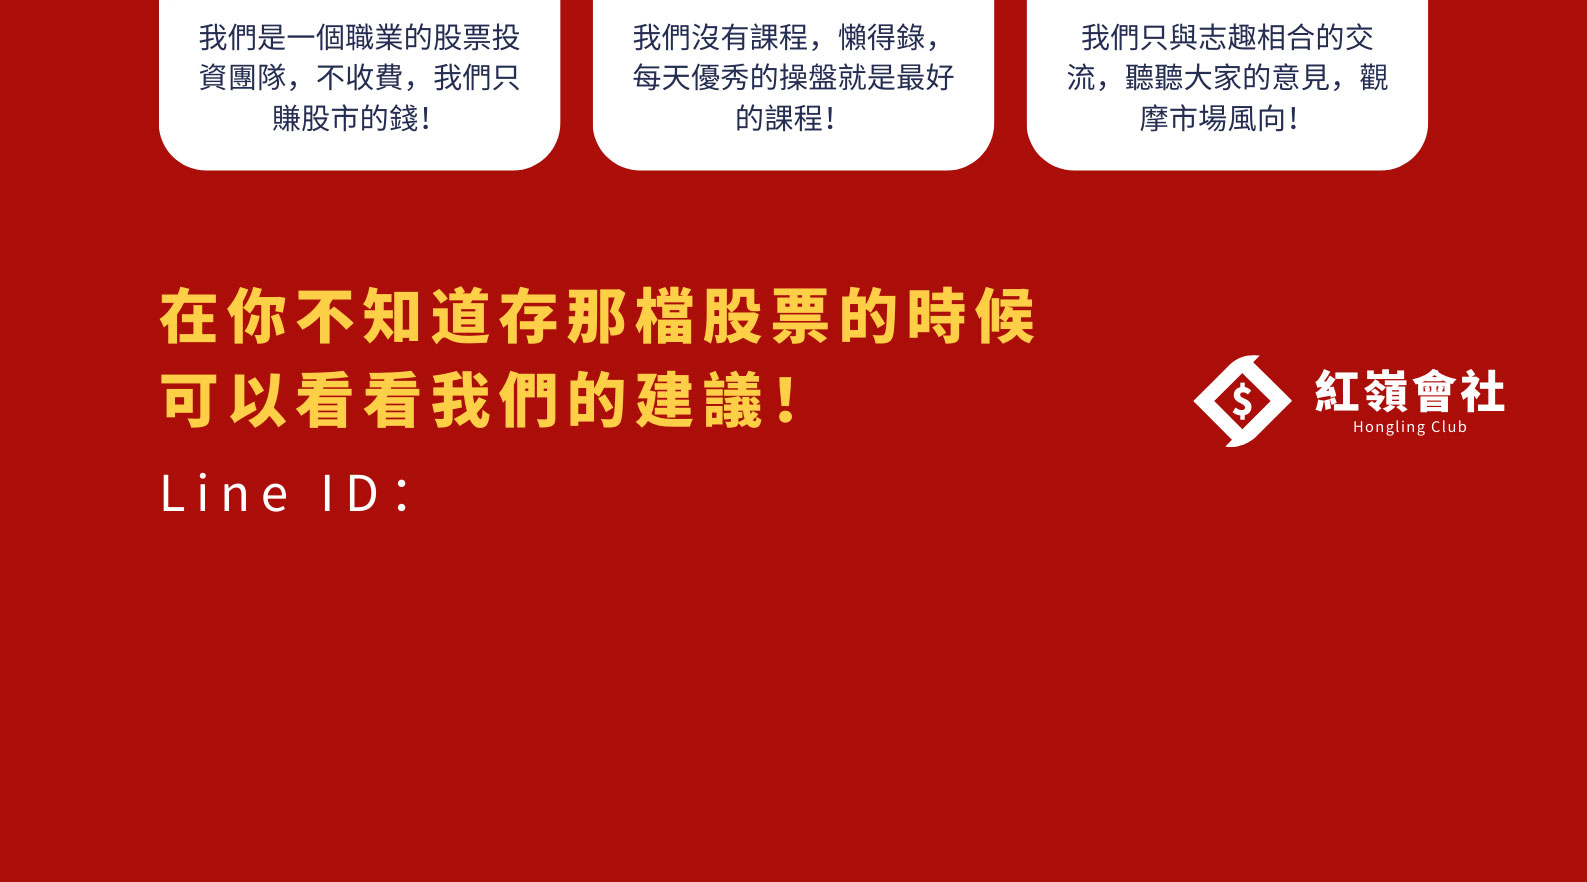 我們是一個職業的股票投
資團隊，不收費，我們只
賺股市的錢！
我們沒有課程，懶得錄，
每天優秀的操盤就是最好
的課程！
我們只與志趣相合的交
流，聽聽大家的意見，觀
摩市場風向！
在你不知道存那檔股票的時候
可以看看我們的建議！
Line ID：
$
紅嶺會社
Hongling Club